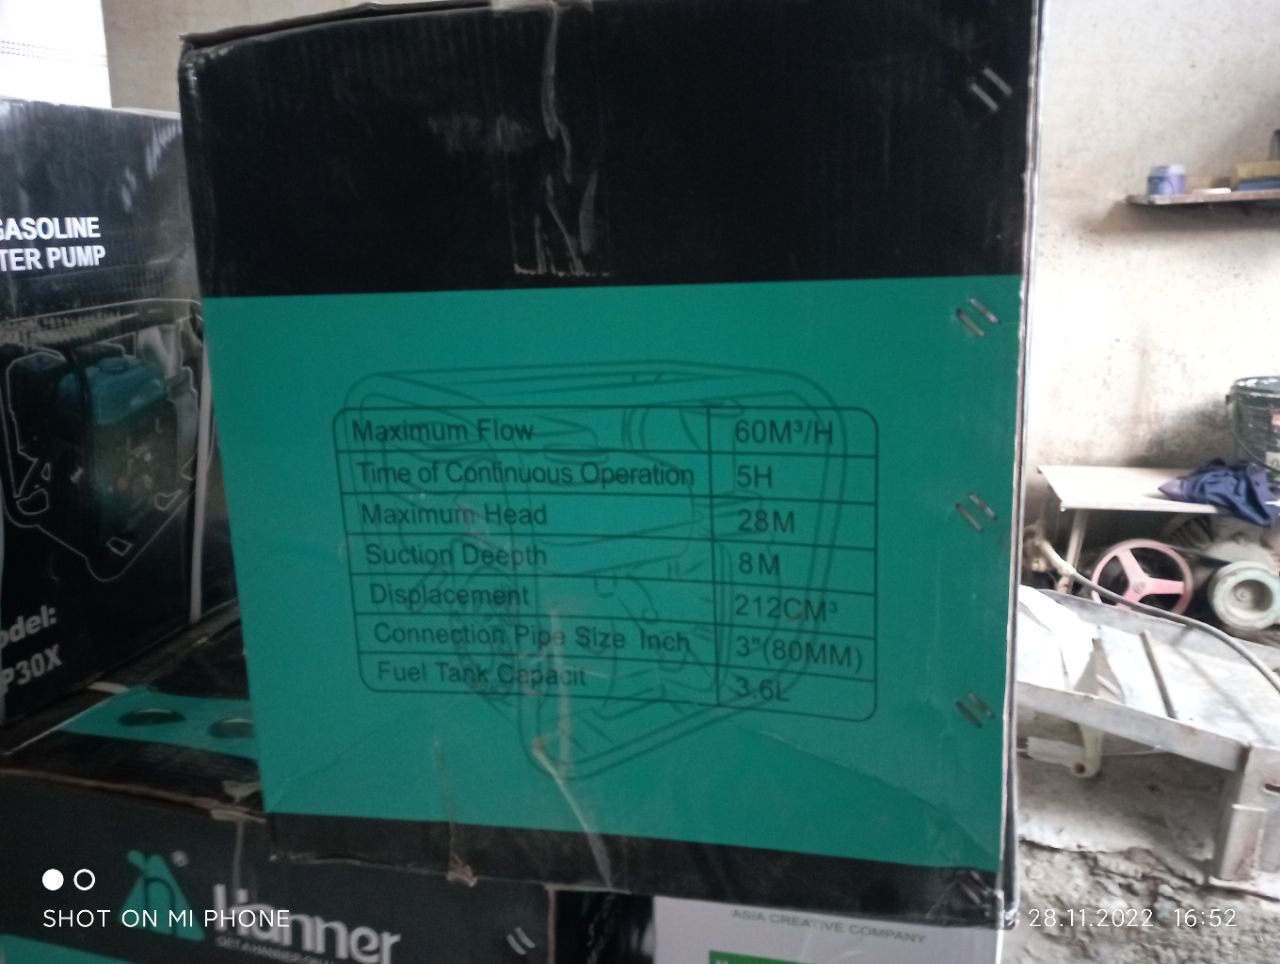 GASOLINE
TER PUMP
odel:
P30X
Maximum Flow 60M³/H
Time of Continuous Operation 5H
Maximum Head 28M
Suction Deepth 8M
Displacement 212CM³
Connection Pipe Size Inch 3"(80MM)
Fuel Tank Capacit 3.6L
ASIA CREATIVE COMPANY
SHOT ON MI PHONE
28.11.2022 16:52